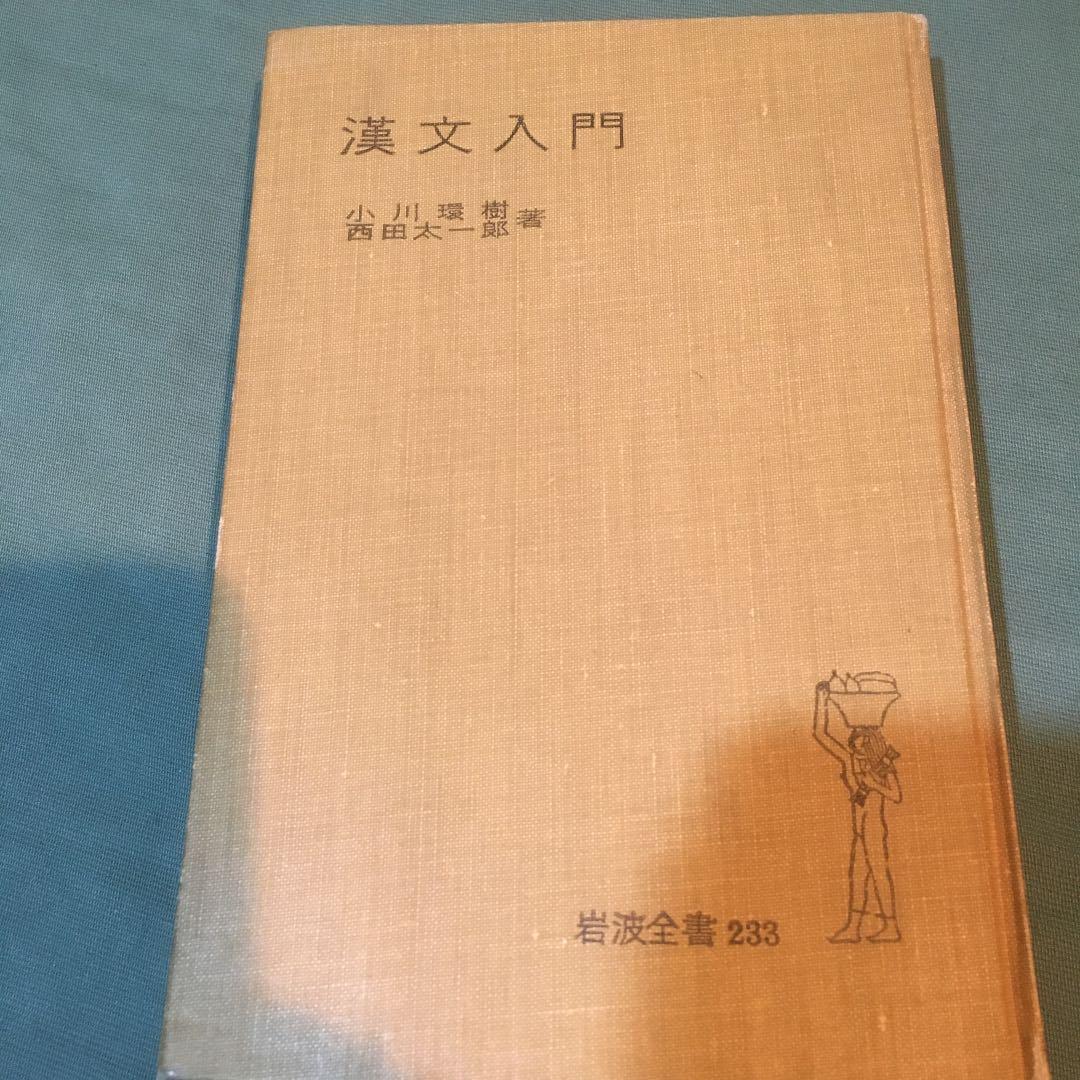 漢文入門
小川環樹
西田太一郎 著
岩波全書 233